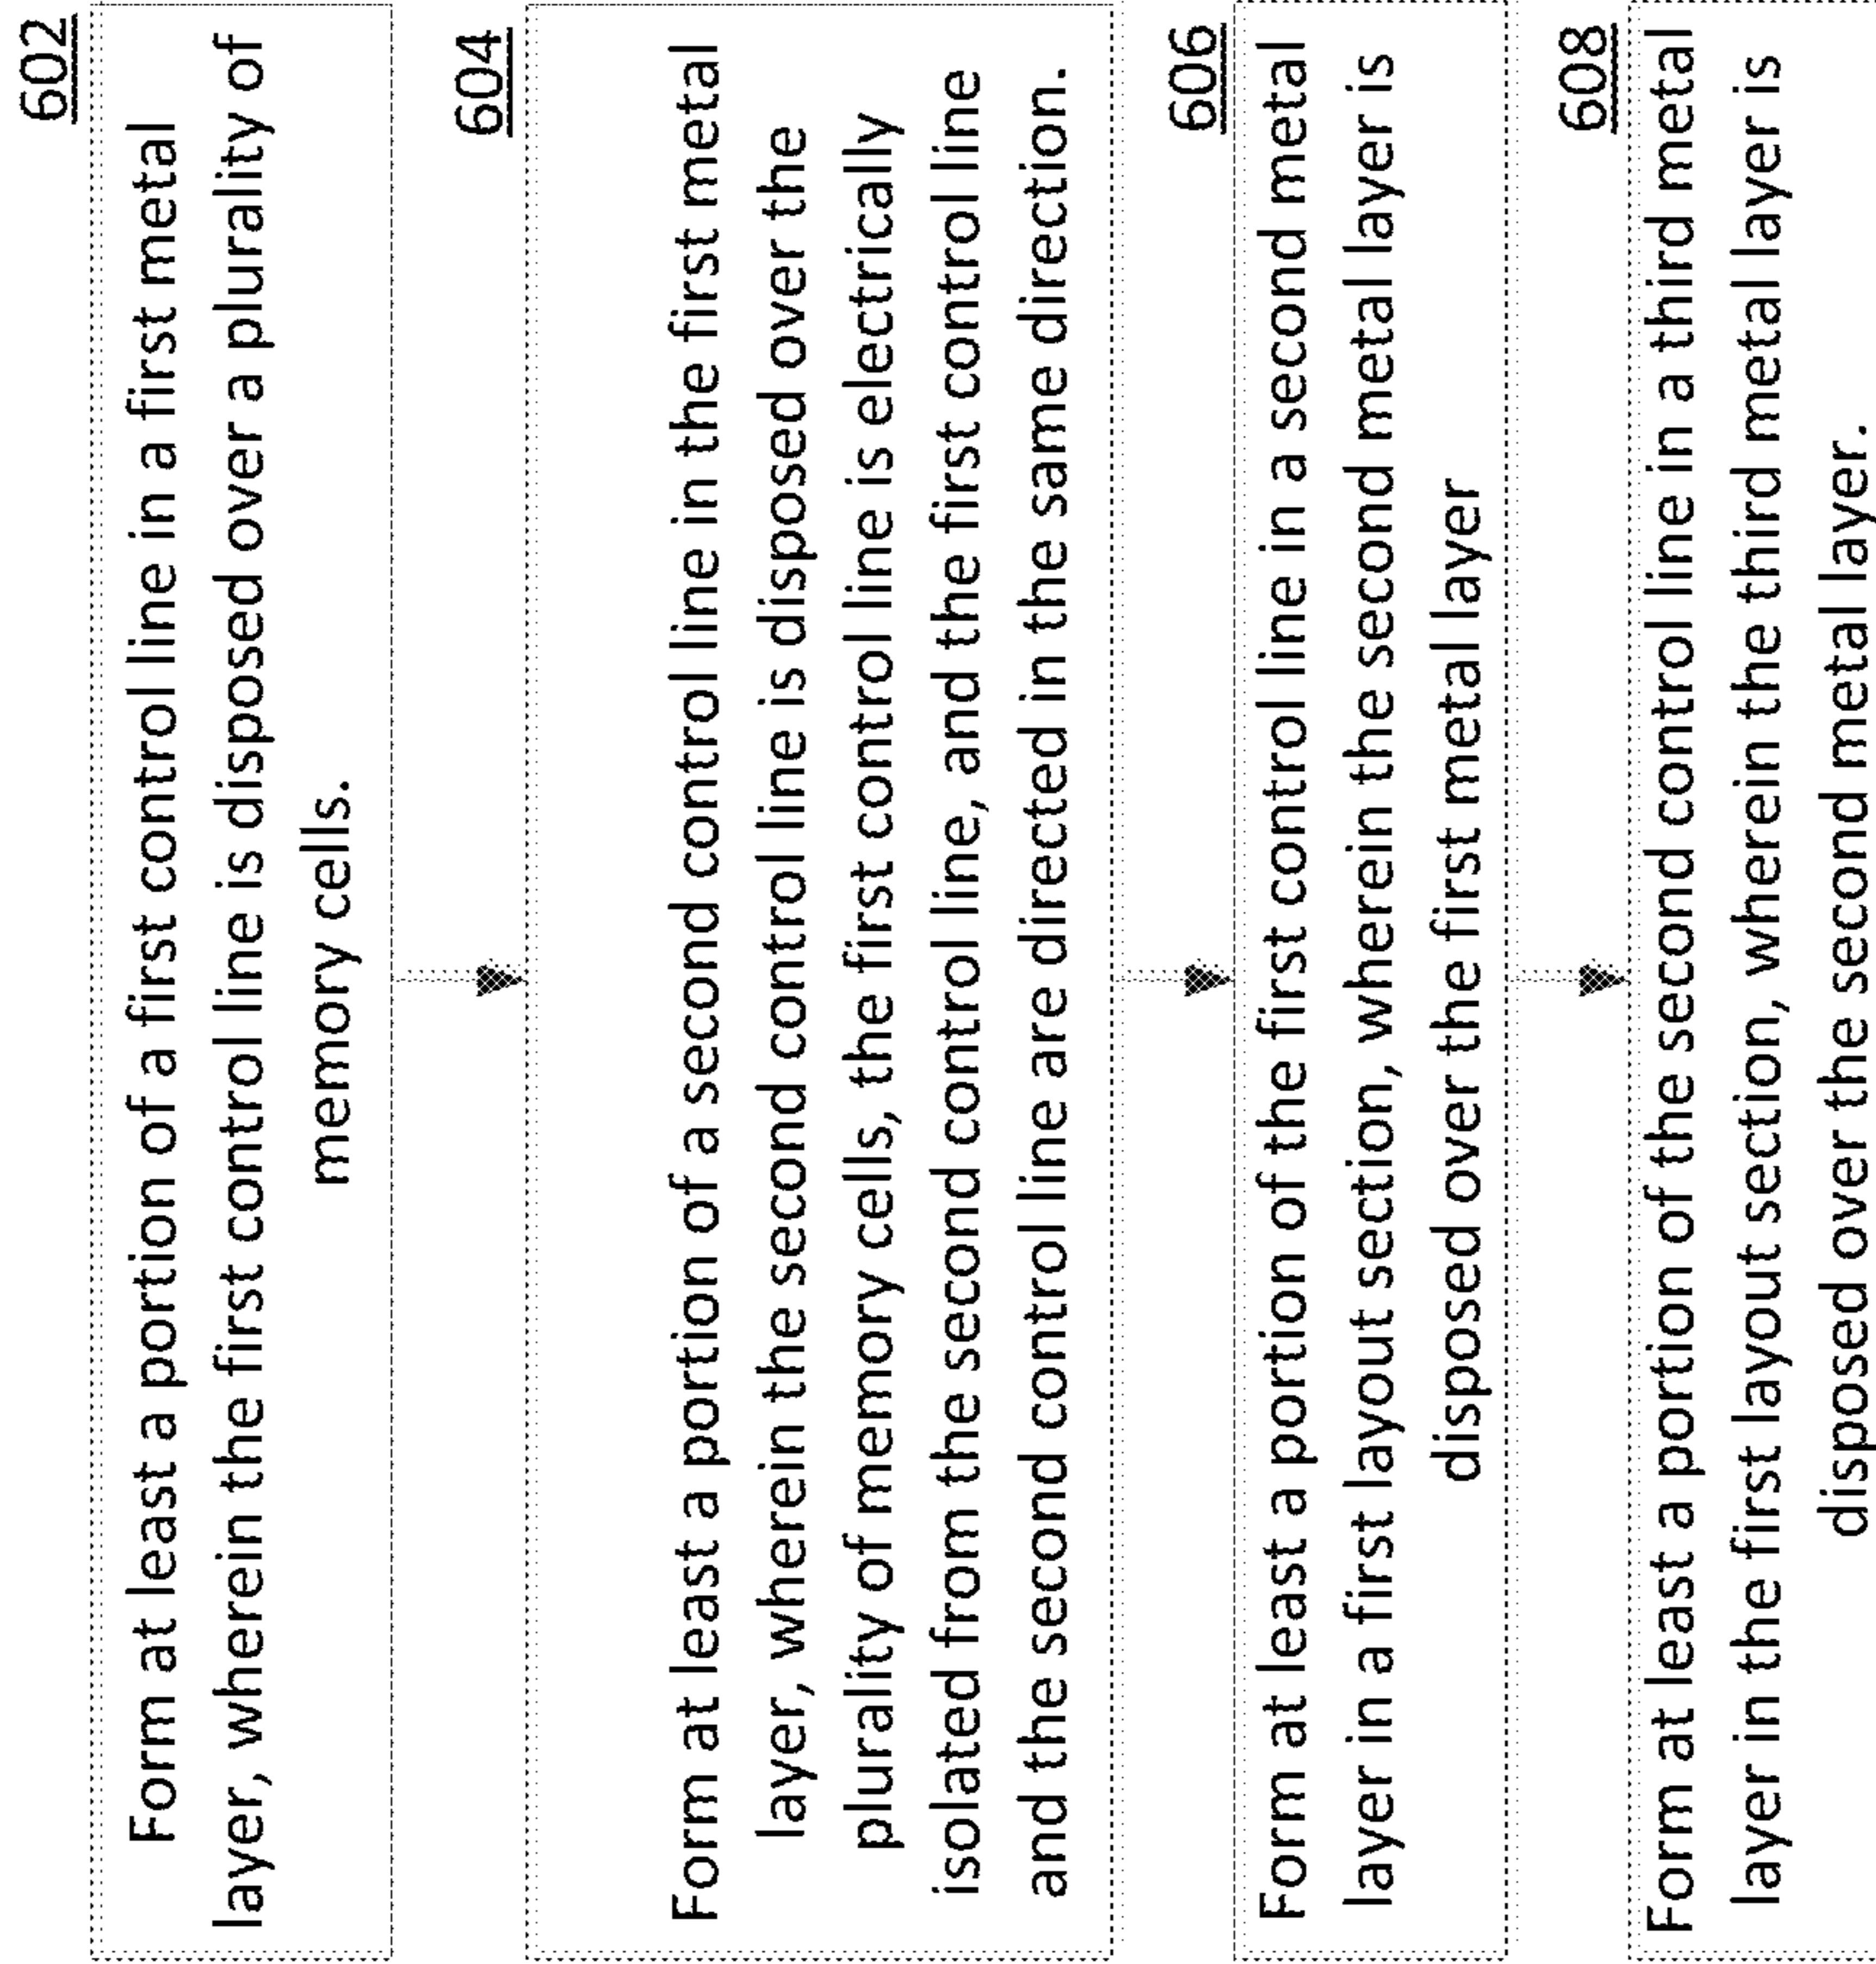 602
Form at least a portion of a first control line in a first metal
layer, wherein the first control line is disposed over a plurality of
memory cells.
604
Form at least a portion of a second control line in the first metal
layer, wherein the second control line is disposed over the
plurality of memory cells, the first control line is electrically
isolated from the second control line, and the first control line
and the second control line are directed in the same direction.
606
Form at least a portion of the first control line in a second metal
layer in a first layout section, wherein the second metal layer is
disposed over the first metal layer
608
Form at least a portion of the second control line in a third metal
layer in the first layout section, wherein the third metal layer is
disposed over the second metal layer.